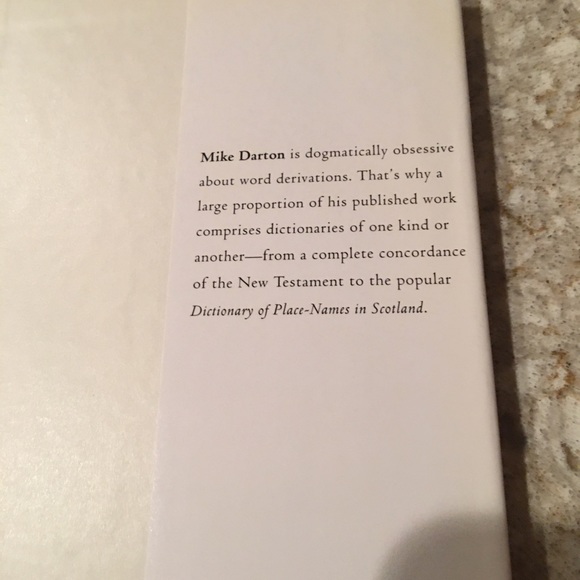 Mike Darton is dogmatically obsessive
about word derivations. That's why a
large proportion of his published work
comprises dictionaries of one kind or
another—from a complete concordance
of the New Testament to the popular
Dictionary of Place-Names in Scotland.